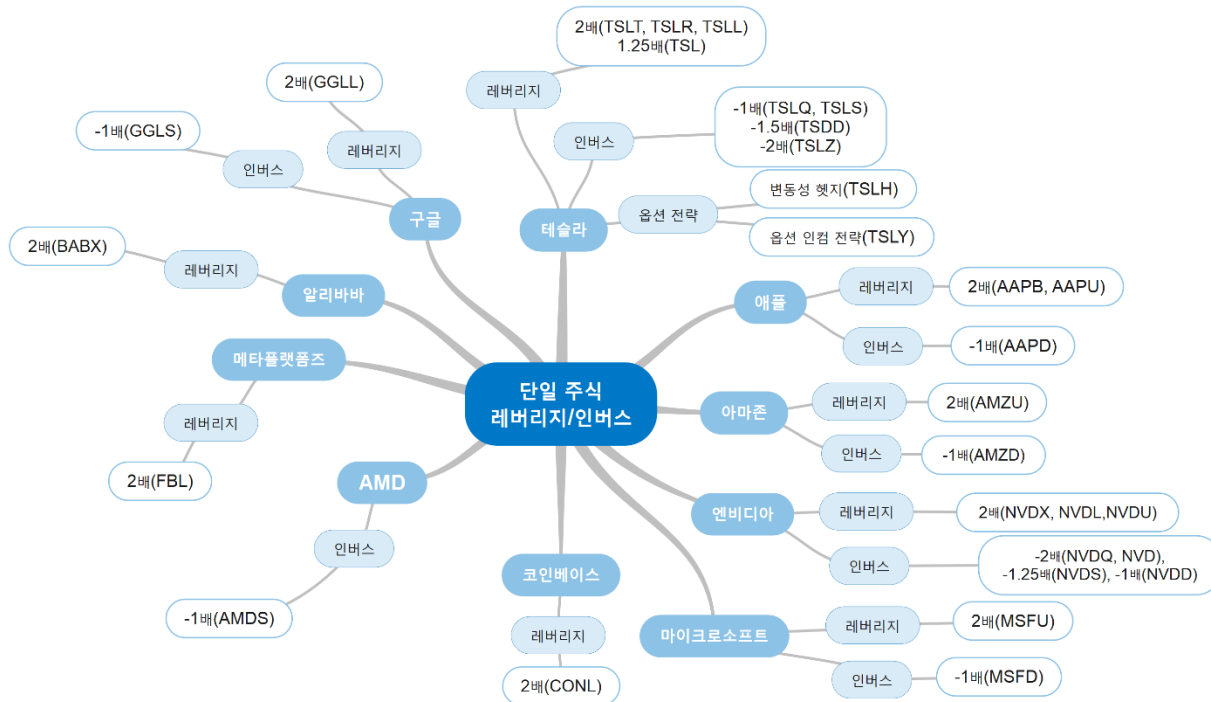 단일 주식
레버리지/인버스
테슬라
레버리지
2배(TSLT, TSLR, TSLL)
1.25배(TSL)
인버스
-1배(TSLQ, TSLS)
-1.5배(TSDD)
-2배(TSLZ)
옵션 전략
변동성 헷지(TSLH)
옵션 인컴 전략(TSLY)
애플
레버리지
2배(AAPB, AAPU)
인버스
-1배(AAPD)
아마존
레버리지
2배(AMZU)
인버스
-1배(AMZD)
엔비디아
레버리지
2배(NVDX, NVDL,NVDU)
인버스
-2배(NVDQ, NVD),
-1.25배(NVDS), -1배(NVDD)
마이크로소프트
레버리지
2배(MSFU)
인버스
-1배(MSFD)
코인베이스
레버리지
2배(CONL)
AMD
인버스
-1배(AMDS)
메타플랫폼즈
레버리지
2배(FBL)
알리바바
레버리지
2배(BABX)
구글
레버리지
2배(GGLL)
인버스
-1배(GGLS)